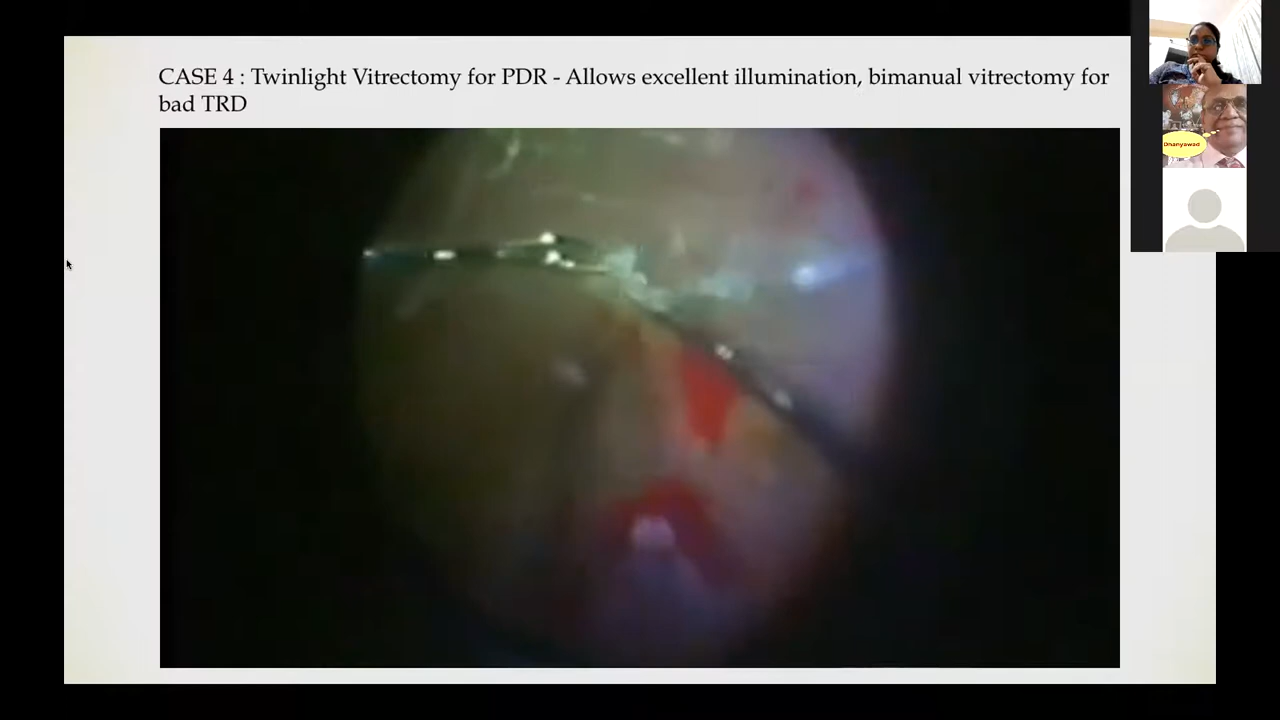 CASE 4 : Twinlight Vitrectomy for PDR - Allows excellent illumination, bimanual vitrectomy for
bad TRD
Dhanyawad